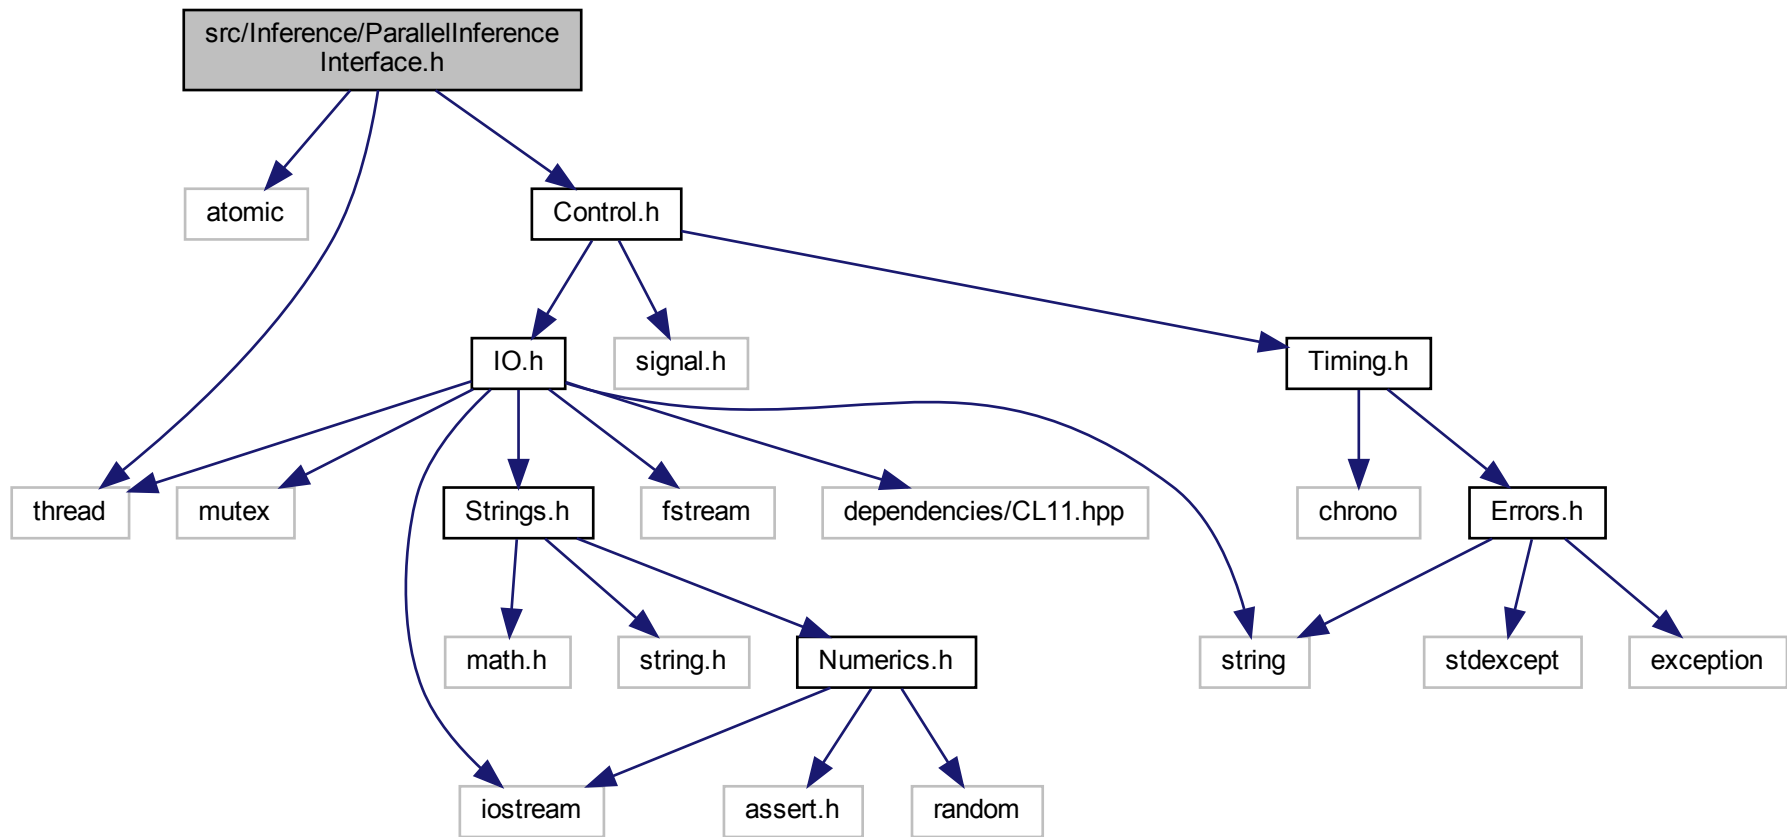 src/Inference/ParallelInference
Interface.h
atomic
Control.h
IO.h
signal.h
Timing.h
thread
mutex
Strings.h
fstream
dependencies/CL11.hpp
chrono
Errors.h
math.h
string.h
Numerics.h
string
stdexcept
exception
iostream
assert.h
random